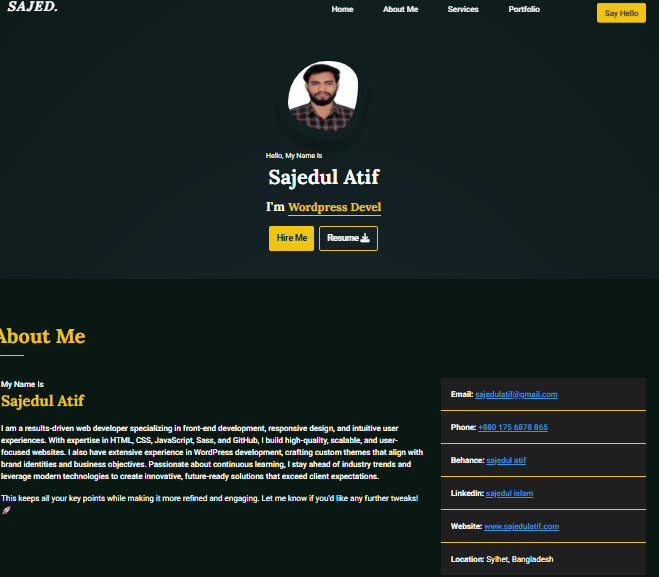 SAJED.
Home About Me Services Portfolio Say Hello
Hello, My Name Is
Sajedul Atif
I'm Wordpress Devel
Hire Me Resume
About Me
My Name Is
Sajedul Atif
I am a results-driven web developer specializing in front-end development, responsive design, and intuitive user
experiences. With expertise in HTML, CSS, JavaScript, Sass, and GitHub, I build high-quality, scalable, and user-
focused websites. I also have extensive experience in WordPress development, crafting custom themes that align with
brand identities and business objectives. Passionate about continuous learning, I stay ahead of industry trends and
leverage modern technologies to create innovative, future-ready solutions that exceed client expectations.
This keeps all your key points while making it more refined and engaging. Let me know if you'd like any further tweaks!
🚀
Email: sajedulatif@gmail.com
Phone: +880 175 6878 865
Behance: sajedul atif
LinkedIn: sajedul islam
Website: www.sajedulatif.com
Location: Sylhet, Bangladesh